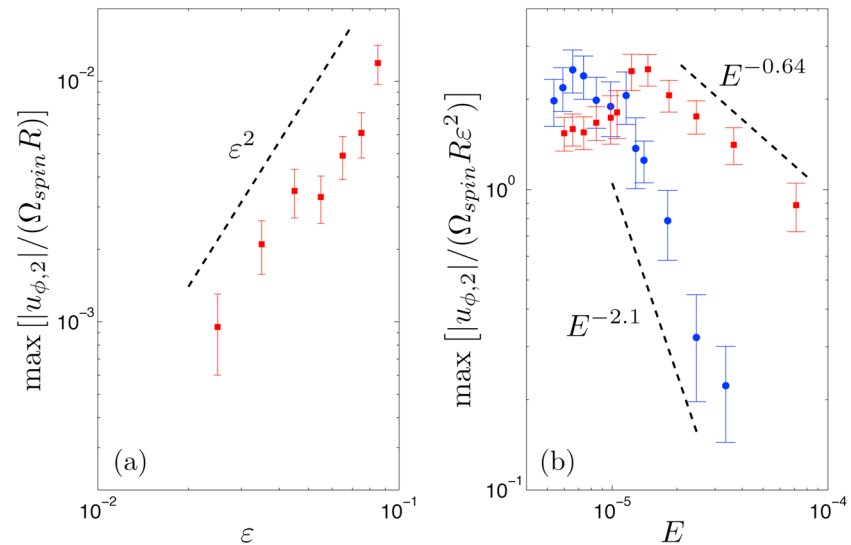 max [|u_{ϕ,2}|/(Ω_{spin}R)]
10^{-2}
10^{-3}
ε^2
(a)
10^{-2}
10^{-1}
ε
max [|u_{ϕ,2}|/(Ω_{spin}Rε^2)]
10^0
10^{-1}
E^{-0.64}
E^{-2.1}
(b)
10^{-5}
10^{-4}
E